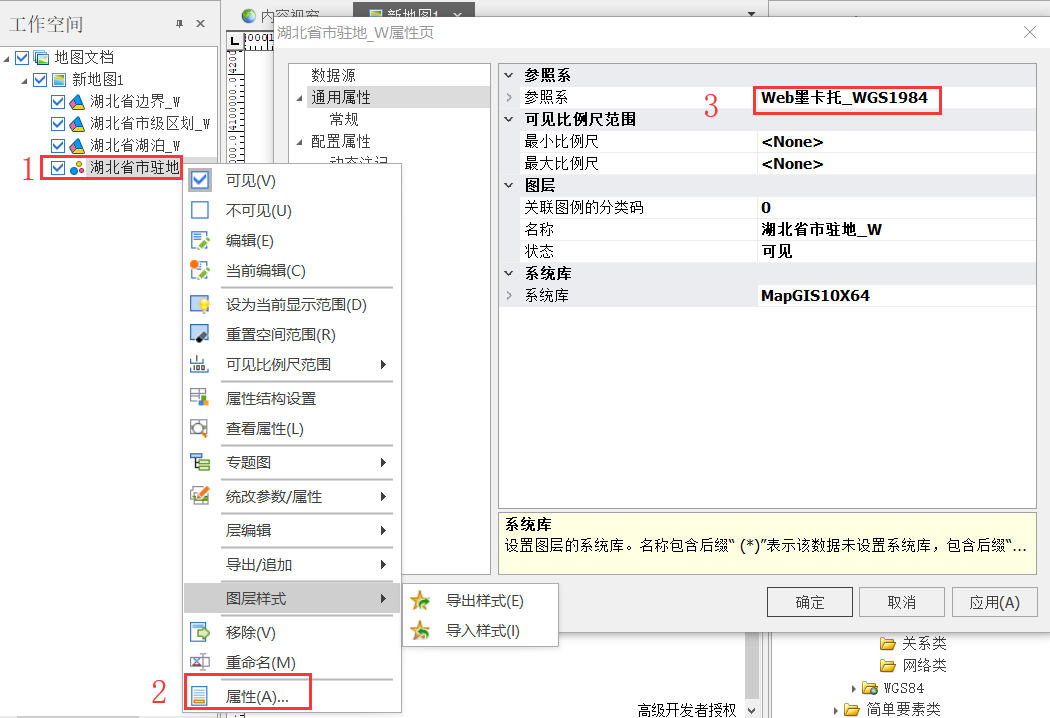 工作空间
地图文档
新地图1
湖北省边界_W
湖北省市级区划_W
湖北省湖泊_W
1
湖北省市驻地
可见(V)
不可见(U)
编辑(E)
当前编辑(C)
设为当前显示范围(D)
重置空间范围(R)
可见比例尺范围
属性结构设置
查看属性(L)
专题图
统改参数/属性
层编辑
导出/追加
图层样式
导出样式(E)
导入样式(I)
移除(V)
重命名(M)
2
属性(A)...
内容视窗
新地图1
湖北省市驻地_W属性页
数据源
通用属性
常规
配置属性
动态注记
参照系
参照系
3
Web墨卡托_WGS1984
可见比例尺范围
最小比例尺
<None>
最大比例尺
<None>
图层
关联图例的分类码
0
名称
湖北省市驻地_W
状态
可见
系统库
系统库
MapGIS10X64
系统库
设置图层的系统库。名称包含后缀“ (*)”表示该数据未设置系统库，包含后缀“...
确定
取消
应用(A)
关系类
网络类
WGS84
简单要素类
高级开发者授权